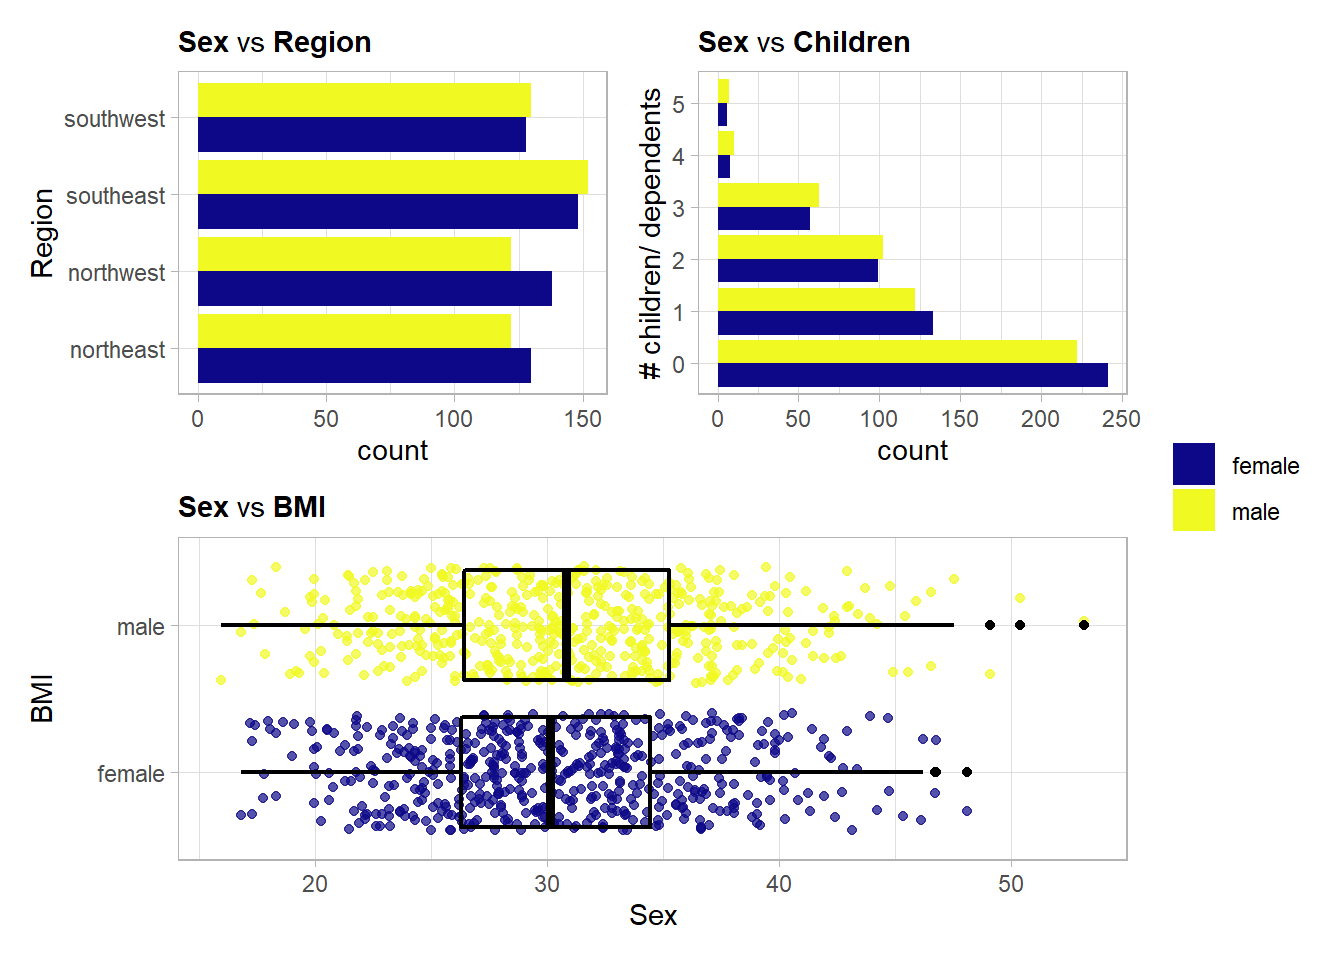 Sex vs Region
Region
southwest
southeast
northwest
northeast
0 50 100 150
count
Sex vs Children
# children/ dependents
5
4
3
2
1
0
0 50 100 150 200 250
count
female
male
Sex vs BMI
BMI
male
female
20 30 40 50
Sex